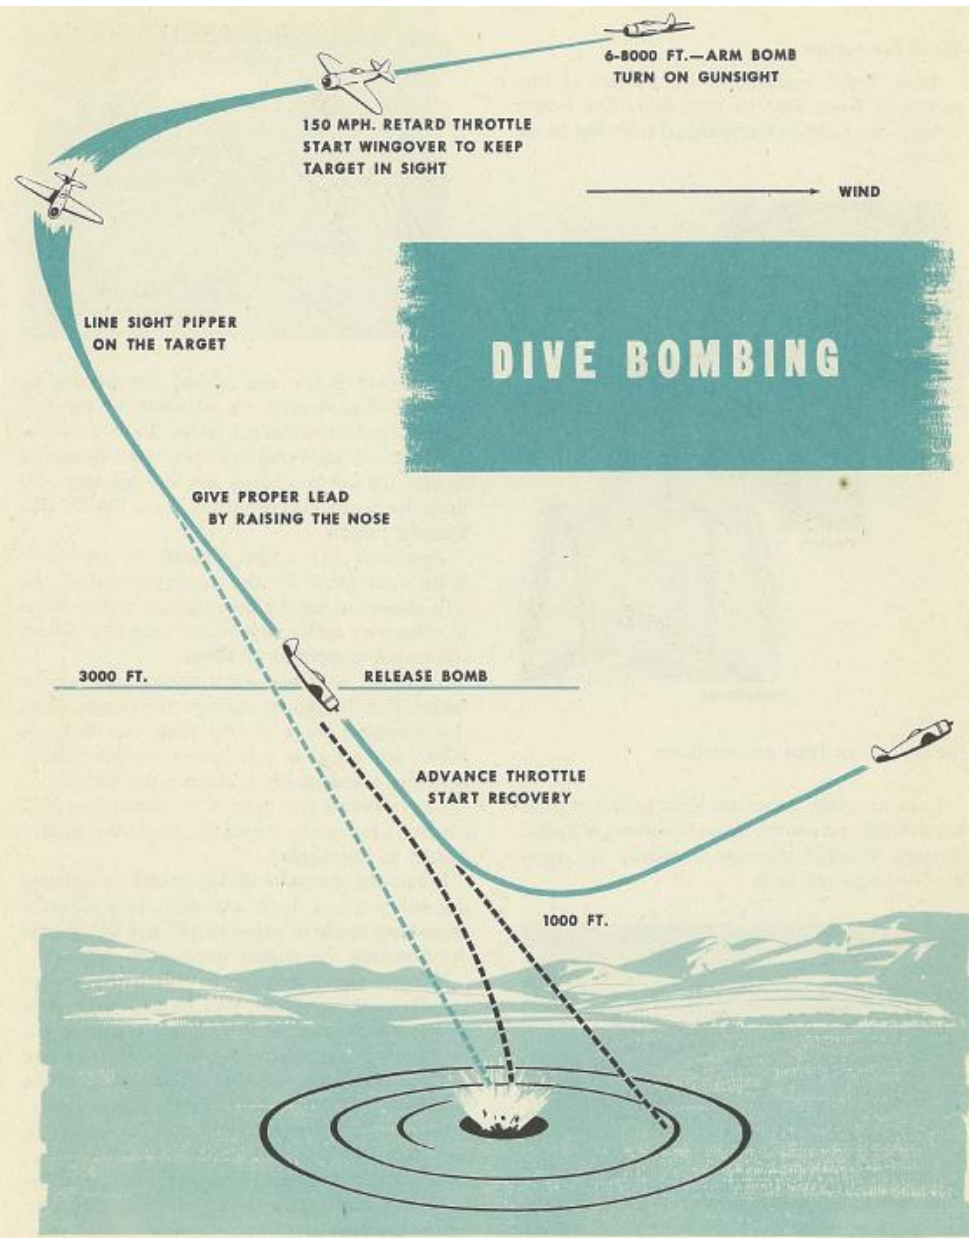 6-8000 FT.—ARM BOMB
TURN ON GUNSIGHT
150 MPH. RETARD THROTTLE
START WINGOVER TO KEEP
TARGET IN SIGHT
WIND
DIVE BOMBING
LINE SIGHT PIPPER
ON THE TARGET
GIVE PROPER LEAD
BY RAISING THE NOSE
3000 FT.
RELEASE BOMB
ADVANCE THROTTLE
START RECOVERY
1000 FT.